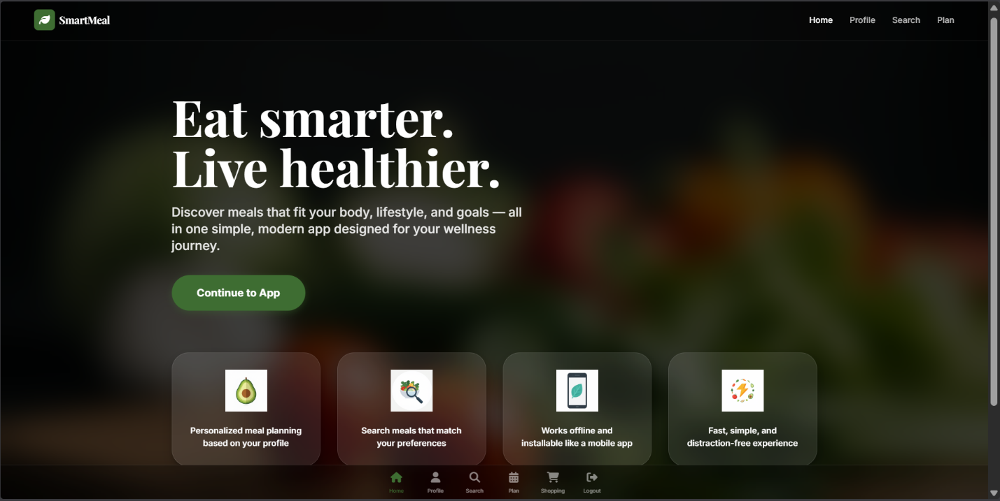 SmartMeal
Home
Profile
Search
Plan
Eat smarter.
Live healthier.
Discover meals that fit your body, lifestyle, and goals — all
in one simple, modern app designed for your wellness
journey.
Continue to App
Personalized meal planning
based on your profile
Search meals that match
your preferences
Works offline and
installable like a mobile app
Fast, simple, and
distraction-free experience
Home
Profile
Search
Plan
Shopping
Logout